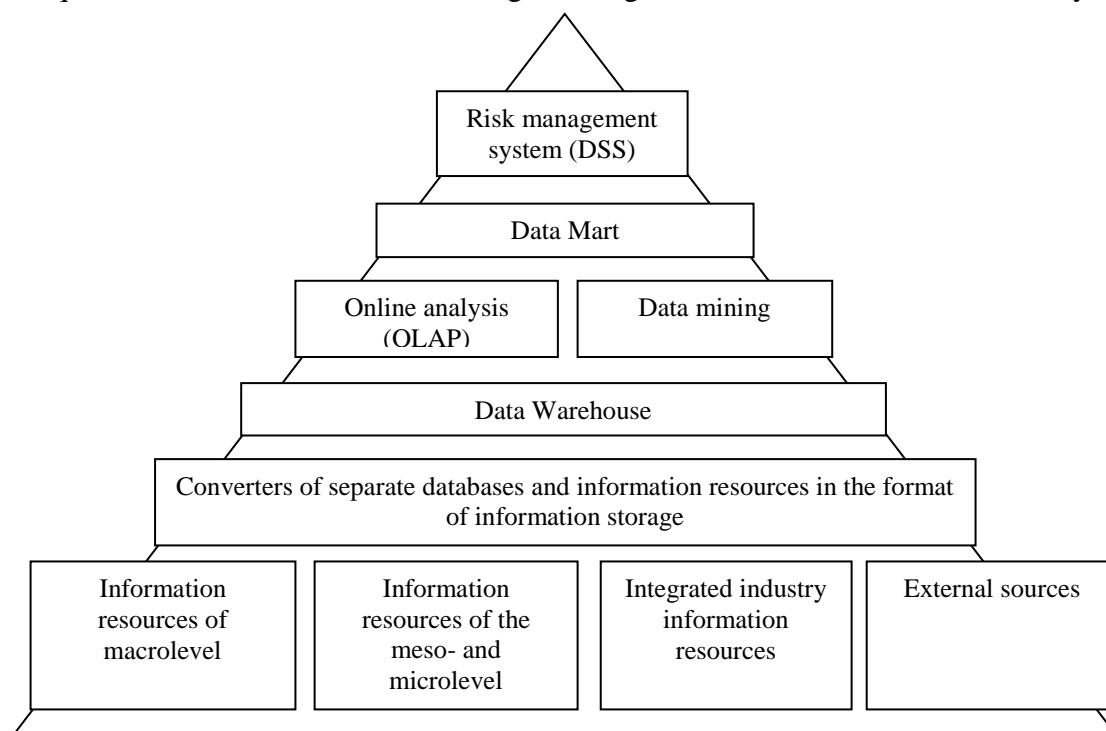 Risk management
system (DSS)
Data Mart
Online analysis
(OLAP)
Data mining
Data Warehouse
Converters of separate databases and information resources in the format
of information storage
Information
resources of
macrolevel
Information
resources of the
meso- and
microlevel
Integrated industry
information
resources
External sources